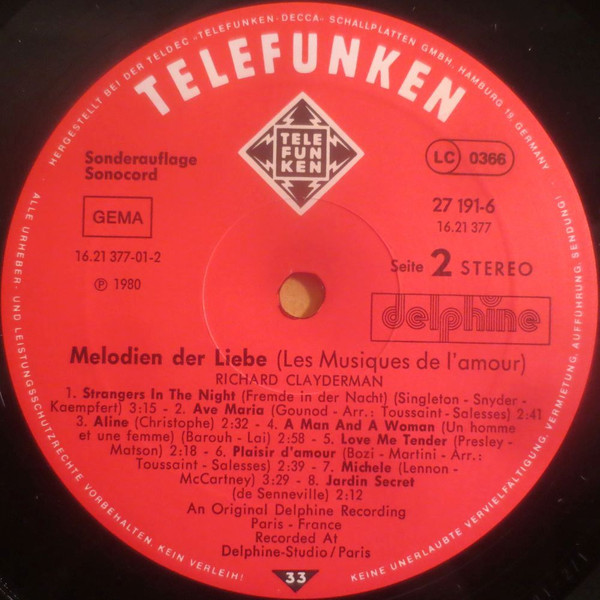 HERGESTELLT BEI DER TELDEC »TELEFUNKEN-DECCA« SCHALLPLATTEN GMBH., HAMBURG 19, GERMANY
TELEFUNKEN
TELE
FUN
KEN
Sonderauflage
Sonocord
LC 0366
GEMA
27 191-6
16.21 377
16.21 377-01-2
Seite 2 STEREO
℗ 1980
delphine
Melodien der Liebe (Les Musiques de l'amour)
RICHARD CLAYDERMAN
1. Strangers In The Night (Fremde in der Nacht) (Singleton - Snyder -
Kaempfert) 3:15 - 2. Ave Maria (Gounod - Arr.: Toussaint - Salesses) 2:41
3. Aline (Christophe) 2:32 - 4. A Man And A Woman (Un homme
et une femme) (Barouh - Lai) 2:58 - 5. Love Me Tender (Presley -
Matson) 2:18 - 6. Plaisir d'amour (Bozi - Martini - Arr.:
Toussaint - Salesses) 2:39 - 7. Michele (Lennon -
McCartney) 3:29 - 8. Jardin Secret
(de Senneville) 2:12
An Original Delphine Recording
Paris - France
Recorded At
Delphine-Studio/Paris
33
ALLE URHEBER- UND LEISTUNGSSCHUTZRECHTE VORBEHALTEN. KEIN VERLEIH!
KEINE UNERLAUBTE VERVIELFÄLTIGUNG, VERMIETUNG, AUFFÜHRUNG, SENDUNG!